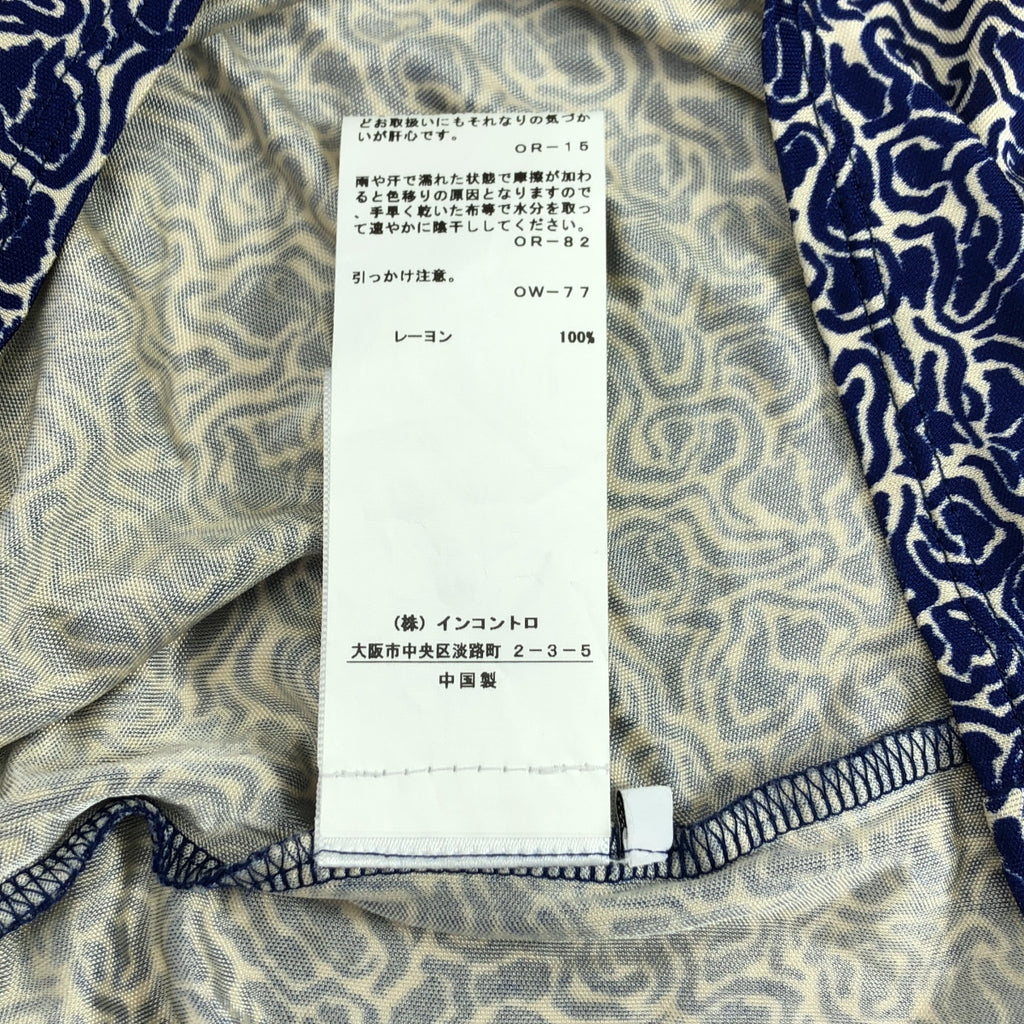 どお取扱いにもそれなりの気づか
いが肝心です。
OR-15
雨や汗で濡れた状態で摩擦が加わ
ると色移りの原因となりますので
、手早く乾いた布等で水分を取っ
て速やかに陰干ししてください。
OR-82
引っかけ注意。
OW-77
レーヨン 100%
(株)インコントロ
大阪市中央区淡路町 2-3-5
中国製